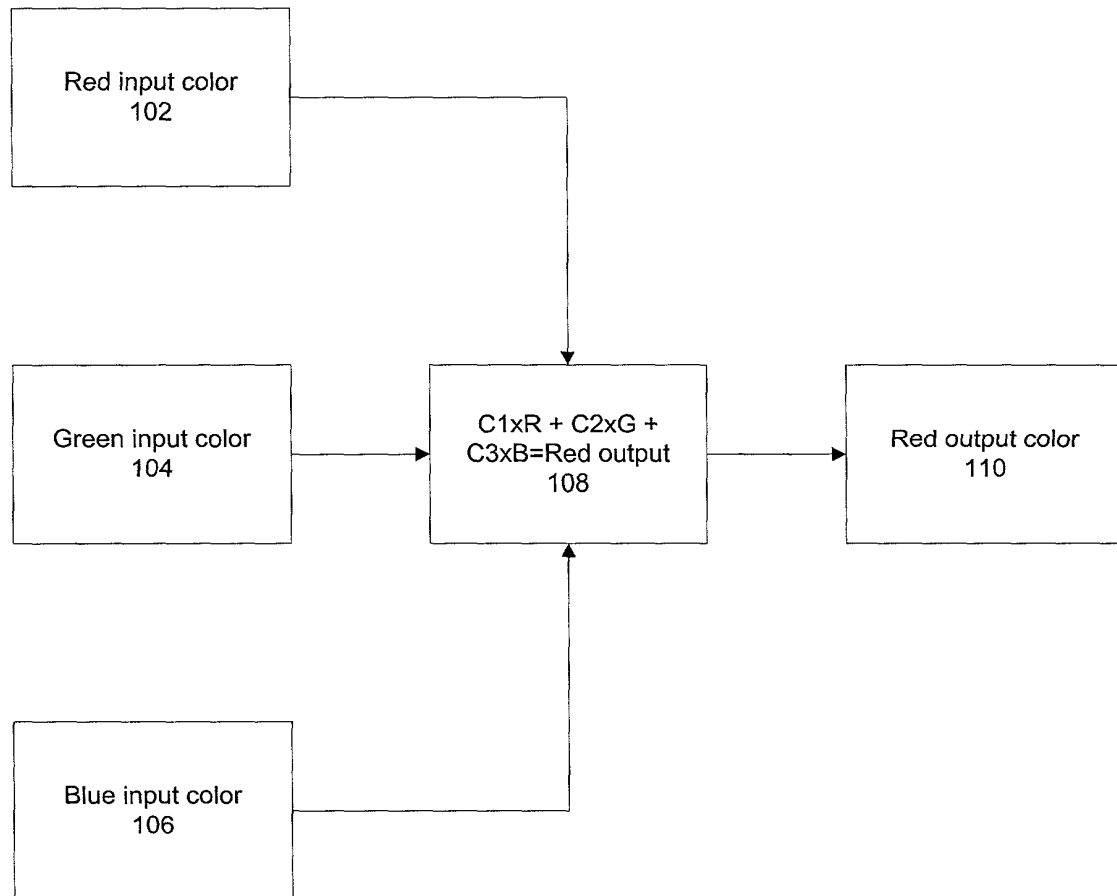 Red input color
102
Green input color
104
C1xR + C2xG +
C3xB=Red output
108
Red output color
110
Blue input color
106